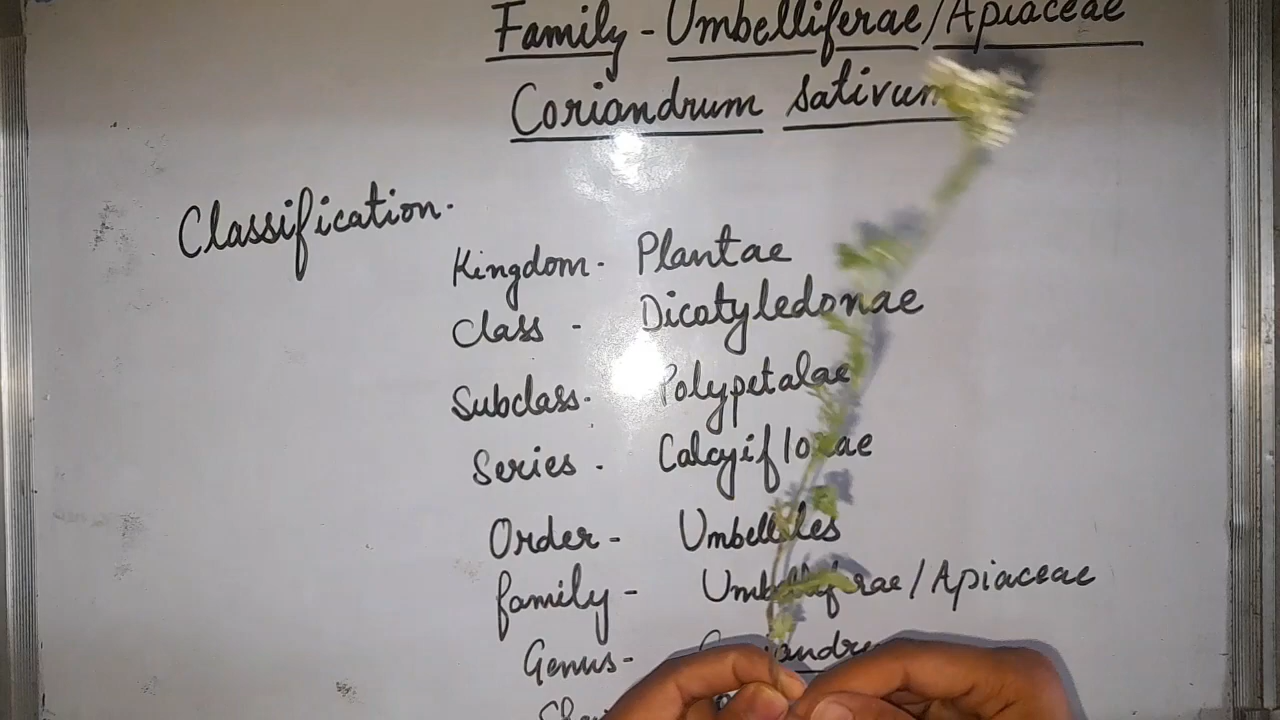 Family - Umbelliferae/Apiaceae
Coriandrum sativum
Classification.
Kingdom - Plantae
Class - Dicotyledonae
Subclass - Polypetalae
Series - Calcyiflorae
Order - Umbellales
family - Umbelliferae/Apiaceae
Genus -